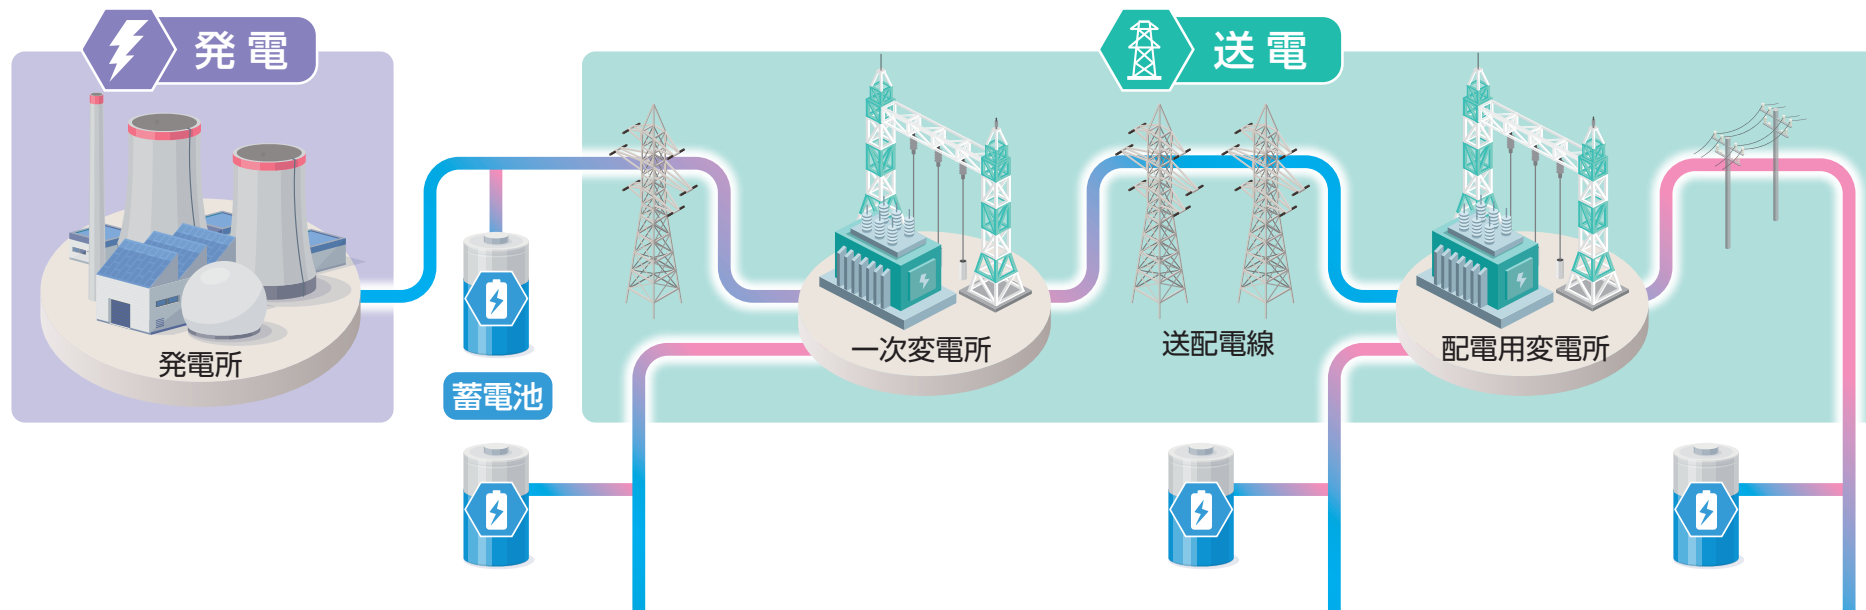 発電
送電
発電所
蓄電池
一次変電所
送配電線
配電用変電所